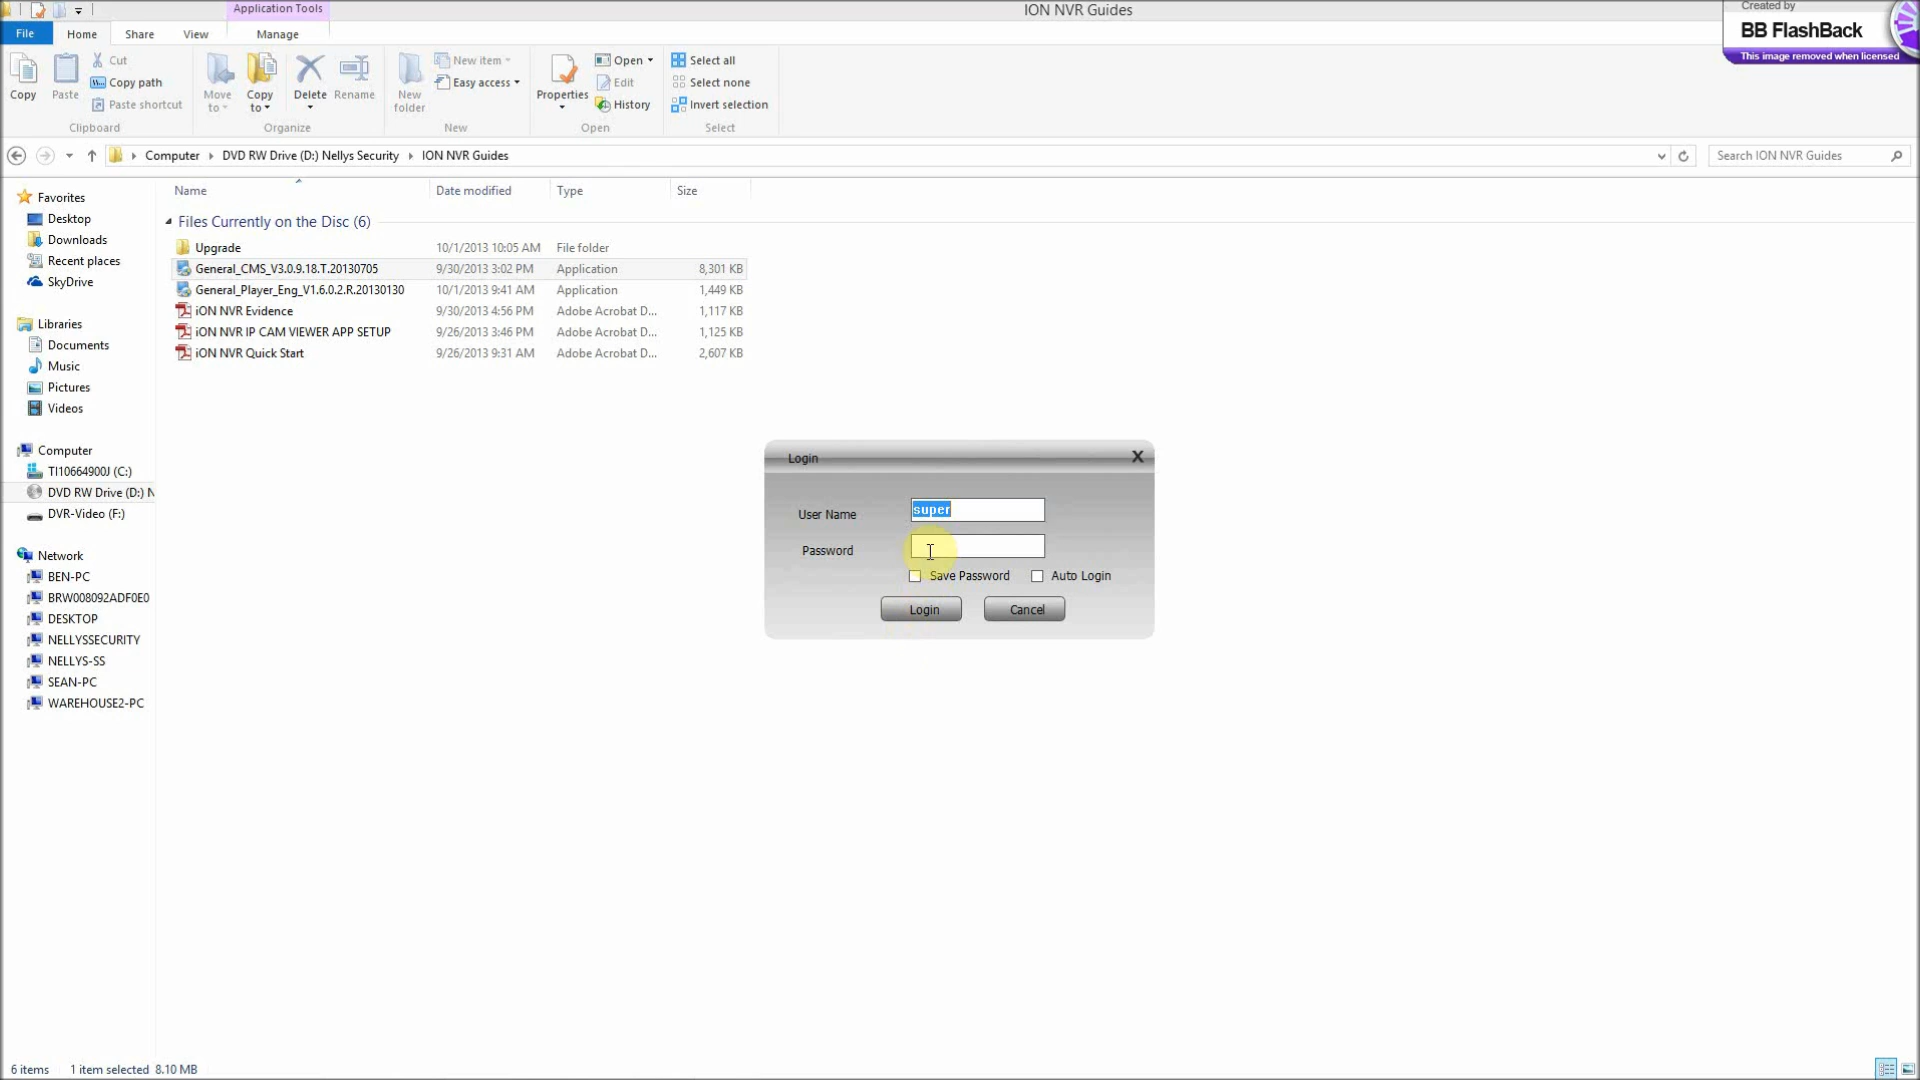 Application Tools
ION NVR Guides
Created by
BB FlashBack
This image removed when licensed
File
Home
Share
View
Manage
Copy
Paste
Cut
Copy path
Paste shortcut
Clipboard
Move to
Copy to
Delete
Rename
Organize
New folder
New item
Easy access
New
Properties
Open
Edit
History
Open
Select all
Select none
Invert selection
Select
Computer
DVD RW Drive (D:) Nellys Security
ION NVR Guides
Search ION NVR Guides
Name Date modified Type Size
Files Currently on the Disc (6)
Upgrade 10/1/2013 10:05 AM File folder
General_CMS_V3.0.9.18.T.20130705 9/30/2013 3:02 PM Application 8,301 KB
General_Player_Eng_V1.6.0.2.R.20130130 10/1/2013 9:41 AM Application 1,449 KB
iON NVR Evidence 9/30/2013 4:56 PM Adobe Acrobat D... 1,117 KB
iON NVR IP CAM VIEWER APP SETUP 9/26/2013 3:46 PM Adobe Acrobat D... 1,125 KB
iON NVR Quick Start 9/26/2013 9:31 AM Adobe Acrobat D... 2,607 KB
Favorites
Desktop
Downloads
Recent places
SkyDrive
Libraries
Documents
Music
Pictures
Videos
Computer
TI10664900J (C:)
DVD RW Drive (D:) N
DVR-Video (F:)
Network
BEN-PC
BRW008092ADF0E0
DESKTOP
NELLYSSECURITY
NELLYS-SS
SEAN-PC
WAREHOUSE2-PC
Login
X
User Name
super
Password
Save Password
Auto Login
Login
Cancel
6 items
1 item selected 8.10 MB